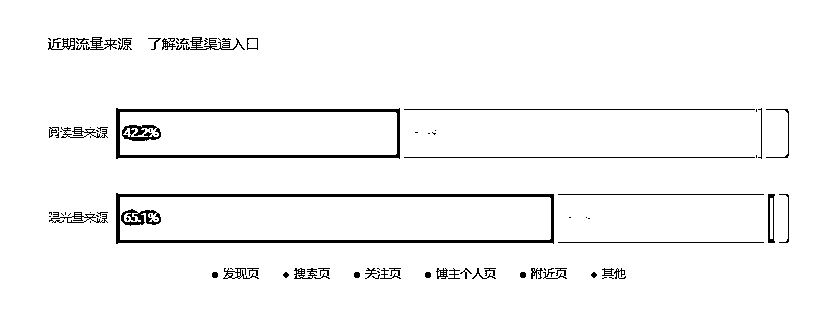 近期流量来源 了解流量渠道入口
阅读量来源 42.2%
曝光量来源 65.1%
发现页 搜索页 关注页 博主个人页 附近页 其他